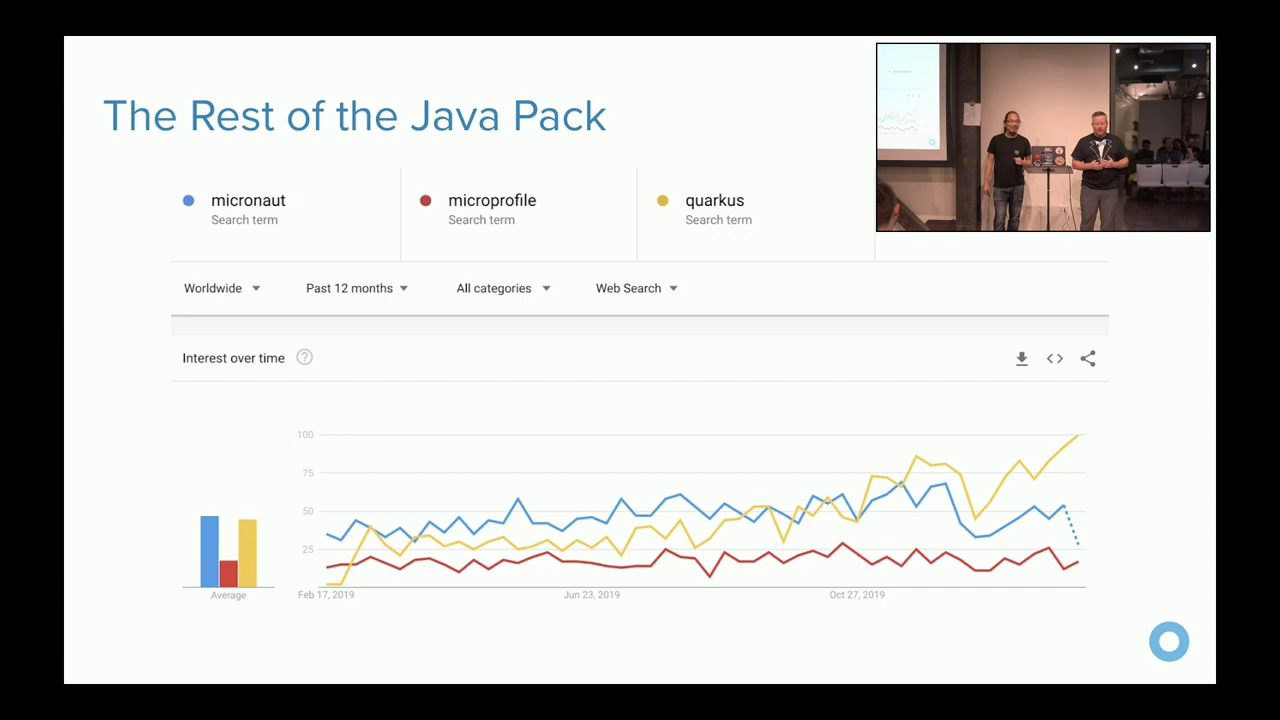 The Rest of the Java Pack
micronaut
Search term
microprofile
Search term
quarkus
Search term
Worldwide
Past 12 months
All categories
Web Search
Interest over time
?
100
75
50
25
Average
Feb 17, 2019
Jun 23, 2019
Oct 27, 2019